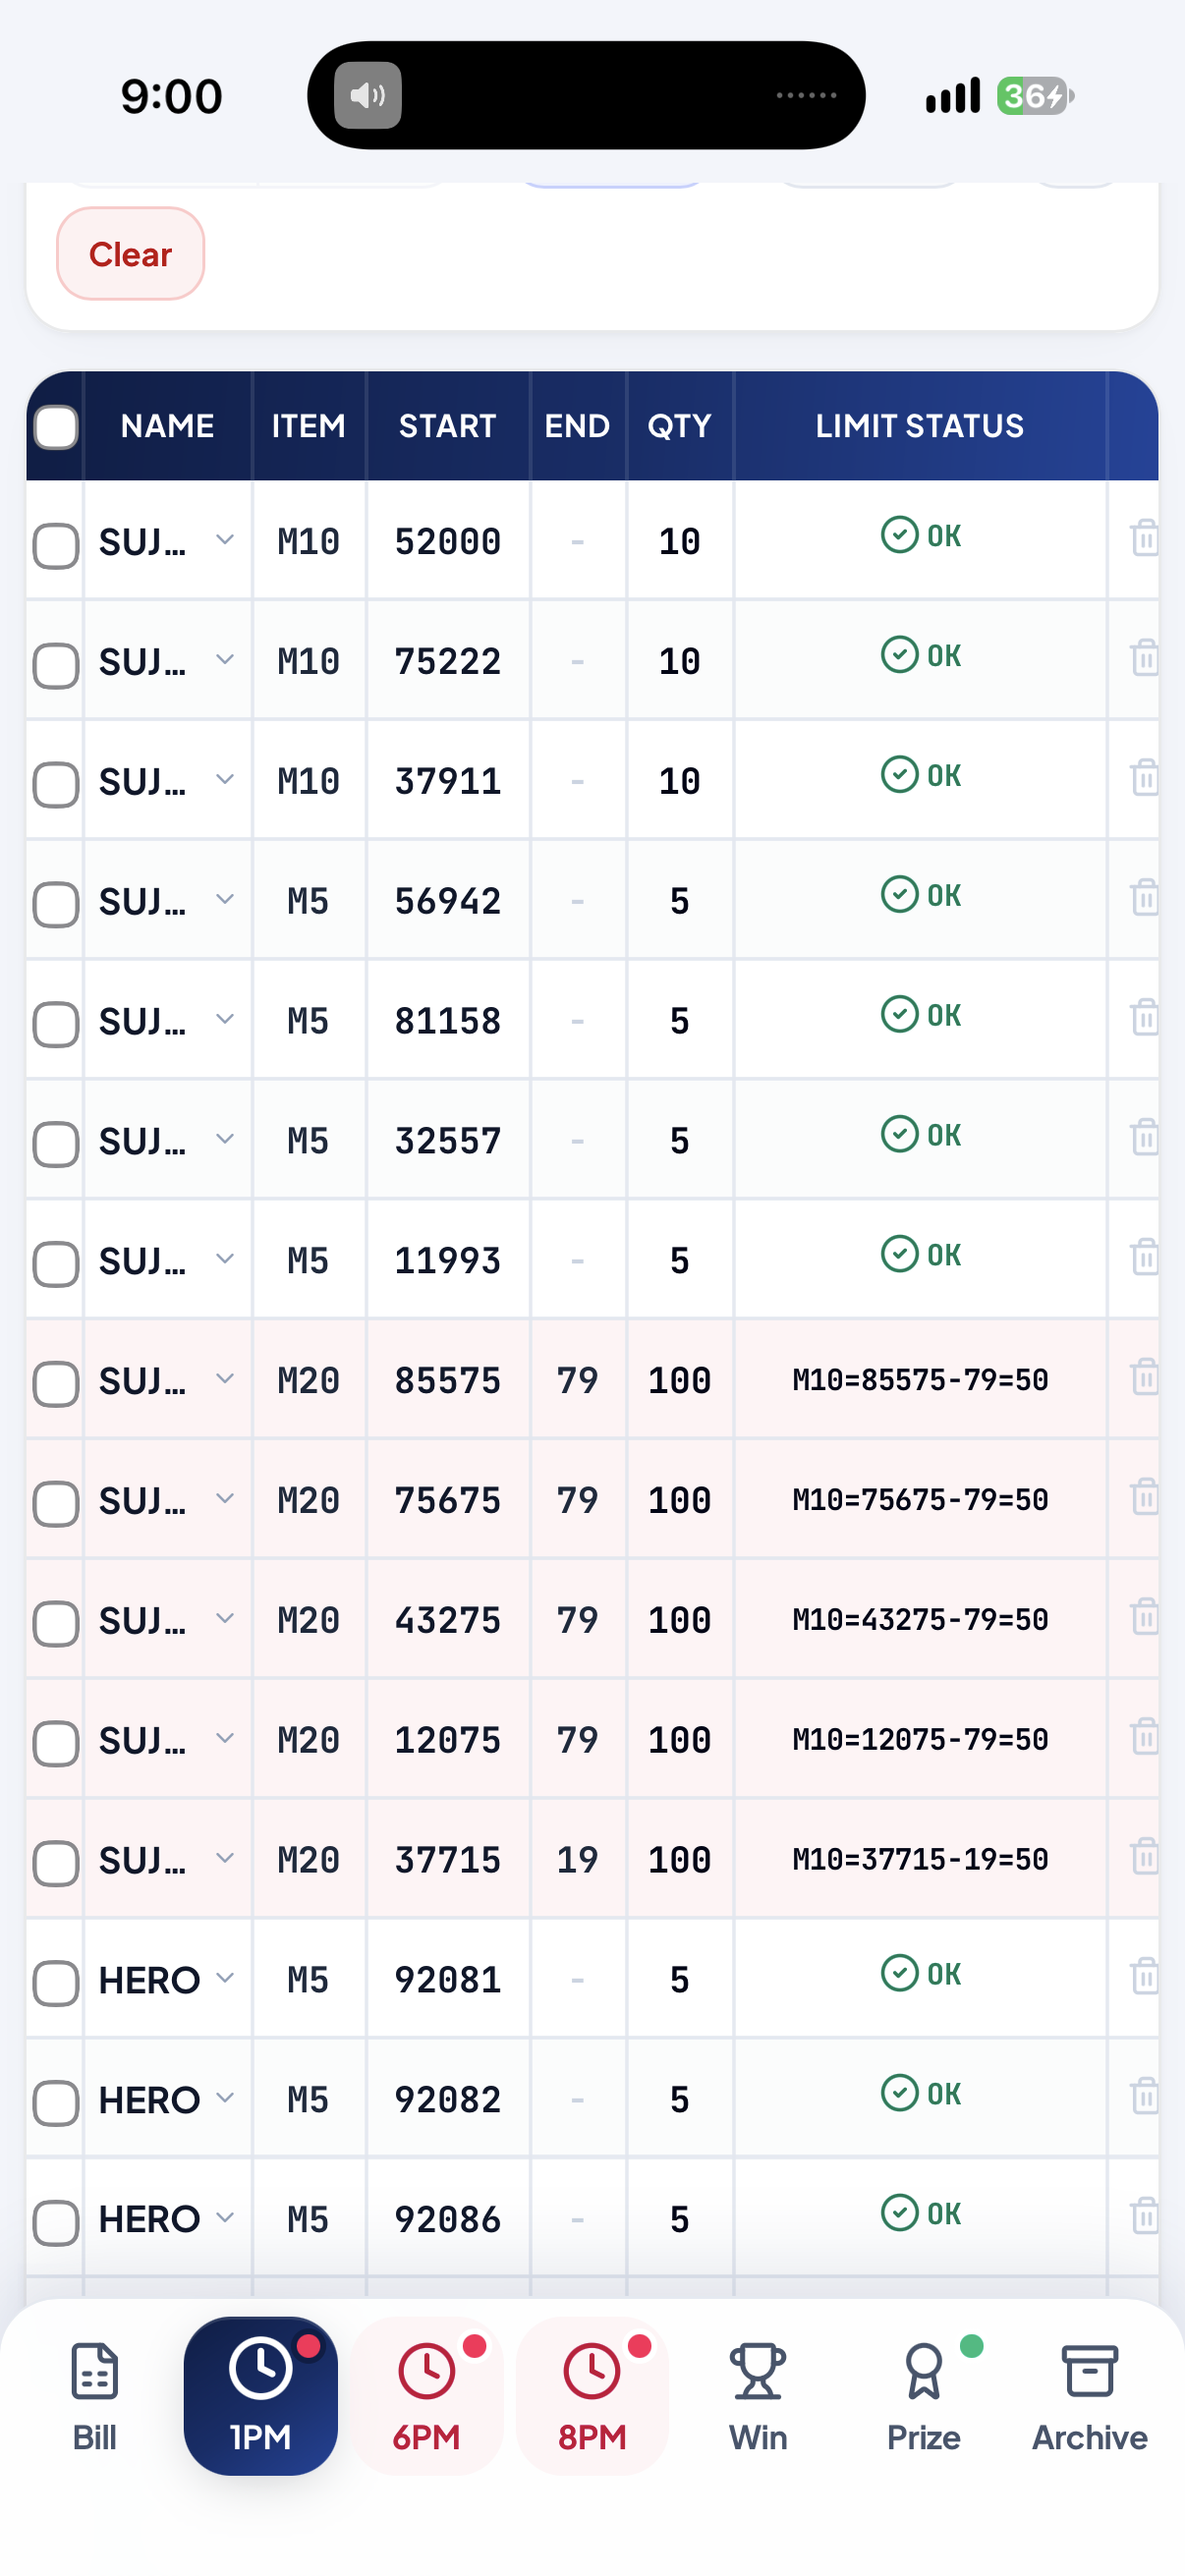 9:00 36
Clear
NAME ITEM START END QTY LIMIT STATUS
SUJ... M10 52000 - 10 OK
SUJ... M10 75222 - 10 OK
SUJ... M10 37911 - 10 OK
SUJ... M5 56942 - 5 OK
SUJ... M5 81158 - 5 OK
SUJ... M5 32557 - 5 OK
SUJ... M5 11993 - 5 OK
SUJ... M20 85575 79 100 M10=85575-79=50
SUJ... M20 75675 79 100 M10=75675-79=50
SUJ... M20 43275 79 100 M10=43275-79=50
SUJ... M20 12075 79 100 M10=12075-79=50
SUJ... M20 37715 19 100 M10=37715-19=50
HERO M5 92081 - 5 OK
HERO M5 92082 - 5 OK
HERO M5 92086 - 5 OK
Bill 1PM 6PM 8PM Win Prize Archive